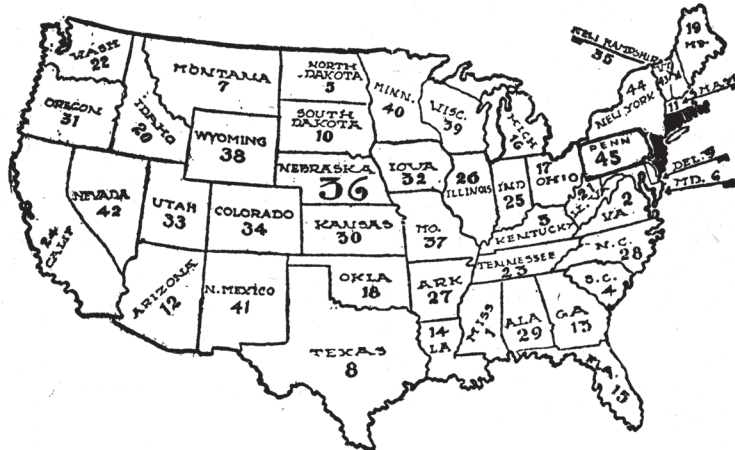 WASH
22
OREGON
31
24
CALIF
NEVADA
42
IDAHO
20
MONTANA
7
WYOMING
38
UTAH
33
COLORADO
34
ARIZONA
12
N. MEXICO
41
NORTH
DAKOTA
5
SOUTH
DAKOTA
10
NEBRASKA
36
KANSAS
30
OKLA
18
TEXAS
8
MINN.
40
IOWA
32
MO.
37
ARK
27
14
LA
WISC.
39
26
ILLINOIS
MICH
16
IND
25
17
OHIO
3
KENTUCKY
TENNESSEE
23
MISS
1
ALA
29
GA
13
FLA.
15
S.C.
4
N.C.
28
VA.
2
PENN
45
44
NEW YORK
NEW HAMPSHIRE
35
19
11
MD. 6